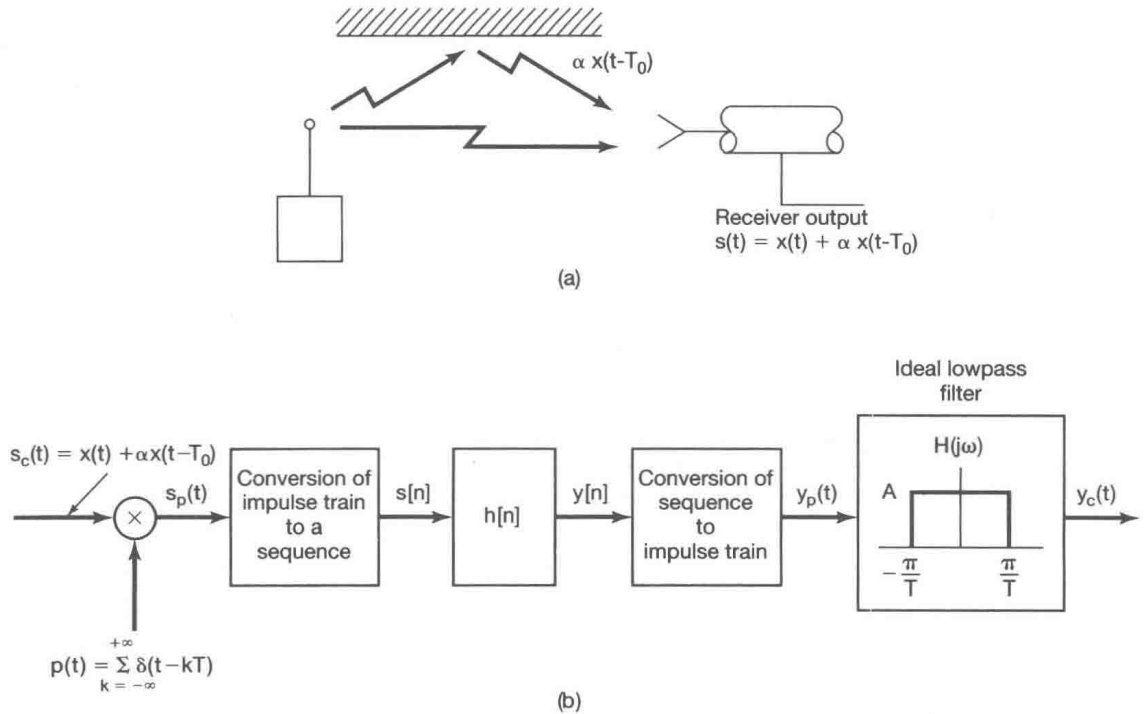 α x(t-T₀)
Receiver output
s(t) = x(t) + α x(t-T₀)
(a)
Ideal lowpass
filter
s_c(t) = x(t) +αx(t−T₀)
s_p(t)
Conversion of
impulse train
to a
sequence
s[n]
h[n]
y[n]
Conversion of
sequence
to
impulse train
y_p(t)
H(jω)
A
−π/T
π/T
y_c(t)
+∞
p(t) = Σ δ(t−kT)
k = −∞
(b)